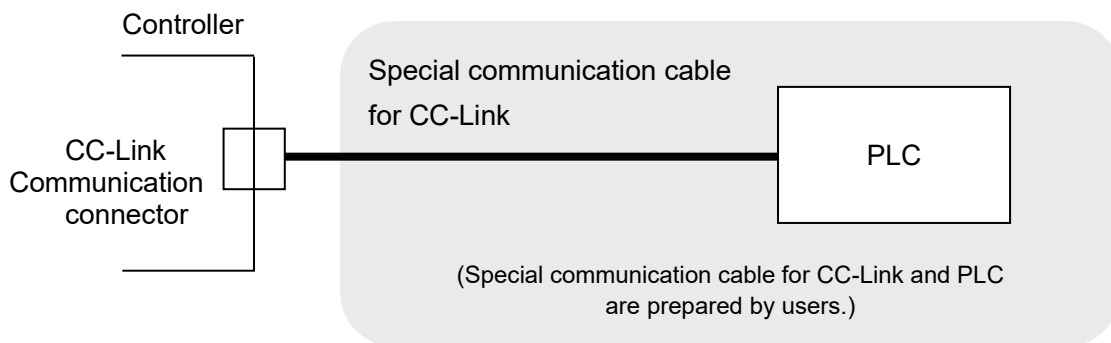 Controller
Special communication cable
for CC-Link
CC-Link
Communication
connector
PLC
(Special communication cable for CC-Link and PLC
are prepared by users.)